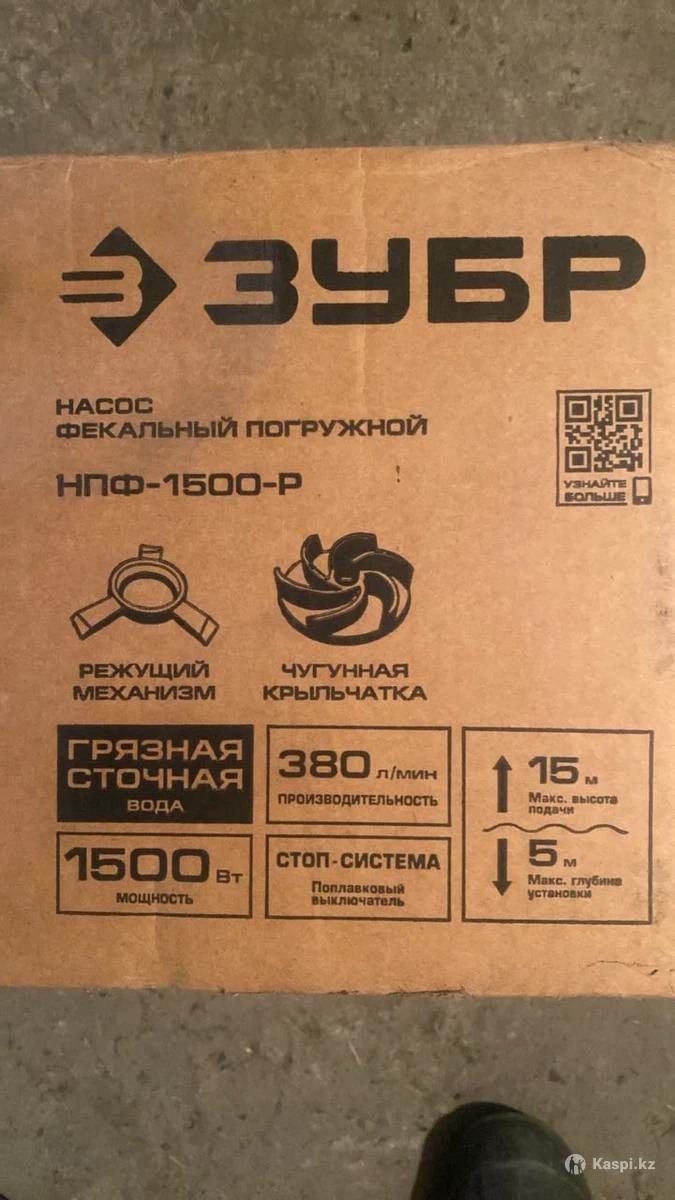 ЗУБР
НАСОС
ФЕКАЛЬНЫЙ ПОГРУЖНОЙ
НПФ-1500-Р
УЗНАЙТЕ
БОЛЬШЕ
РЕЖУЩИЙ
МЕХАНИЗМ
ЧУГУННАЯ
КРЫЛЬЧАТКА
ГРЯЗНАЯ
СТОЧНАЯ
ВОДА
380 л/мин
ПРОИЗВОДИТЕЛЬНОСТЬ
15 м
Макс. высота
подачи
1500 Вт
МОЩНОСТЬ
СТОП-СИСТЕМА
Поплавковый
выключатель
5 м
Макс. глубина
установки
Kaspi.kz